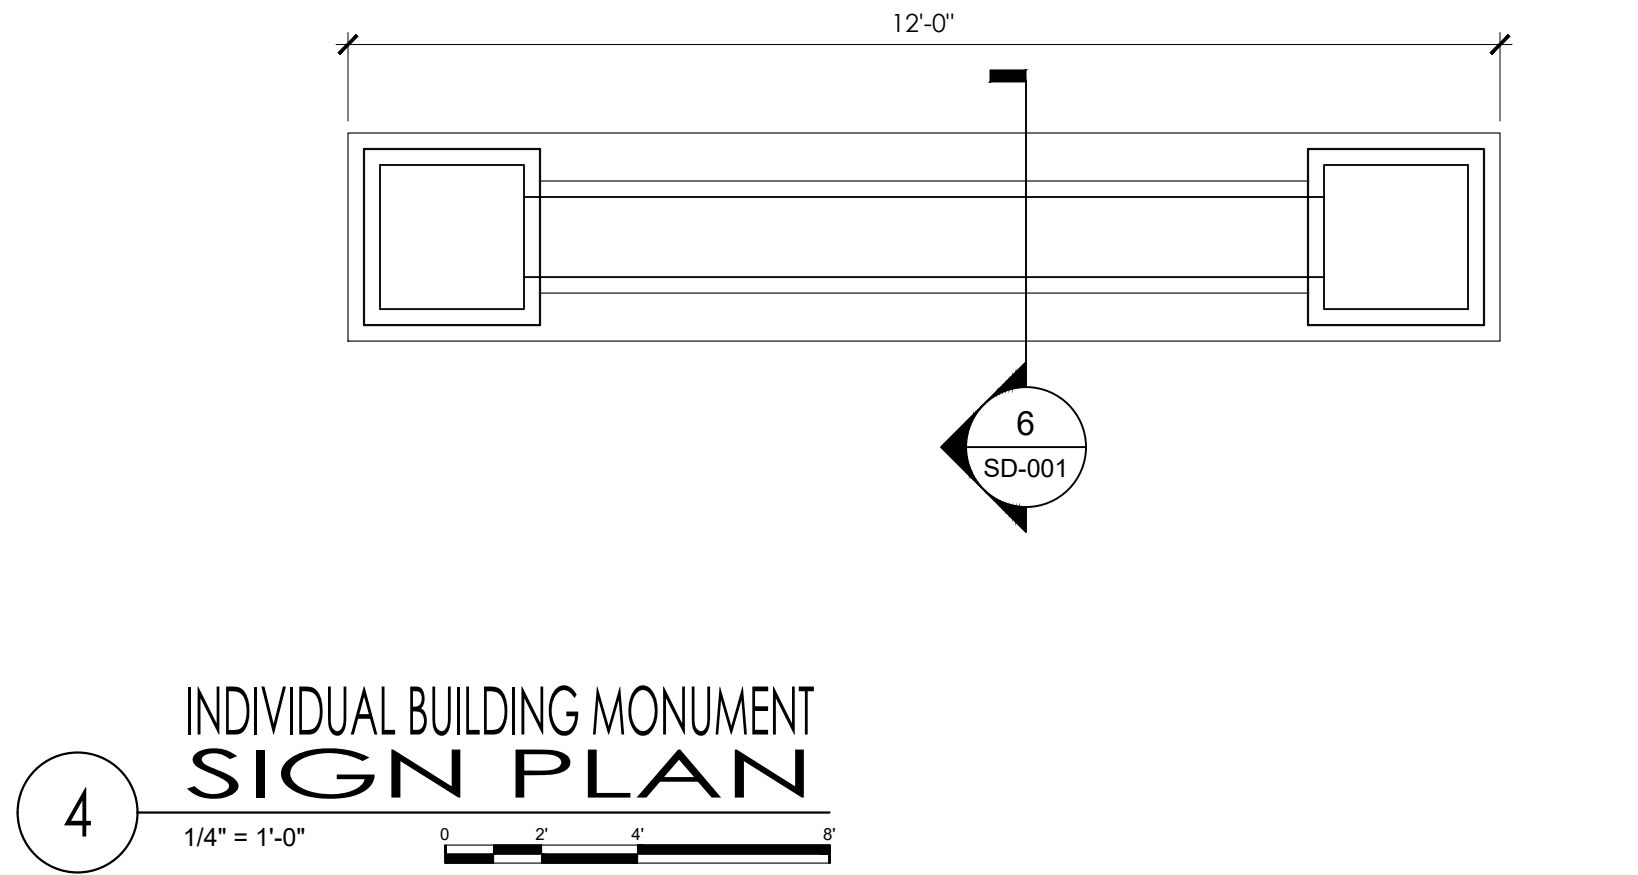 12'-0"
6
SD-001
INDIVIDUAL BUILDING MONUMENT
SIGN PLAN
4
1/4" = 1'-0"
0 2' 4' 8'